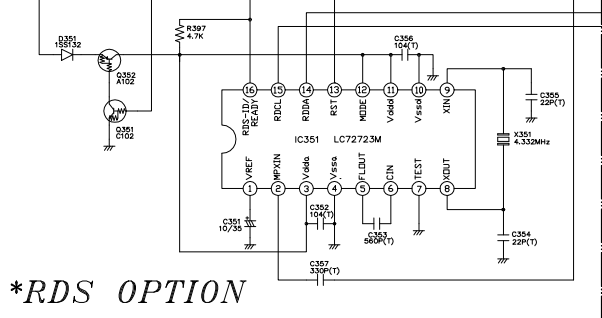 R397
4.7K
D351
1SS132
Q352
A102
Q351
C102
C356
104(T)
16 15 14 13 12 11 10 9
RDS-ID/
READY
RDCL
RDDA
RST
MODE
Vddd
Vssd
XIN
IC351 LC72723M
VREF
MPXIN
Vdda
Vssa
FLOUT
CIN
TEST
XOUT
1 2 3 4 5 6 7 8
C355
22P(T)
X351
4.332MHz
C351
10/35
+
C352
104(T)
C353
560P(T)
C354
22P(T)
C357
330P(T)
*RDS OPTION